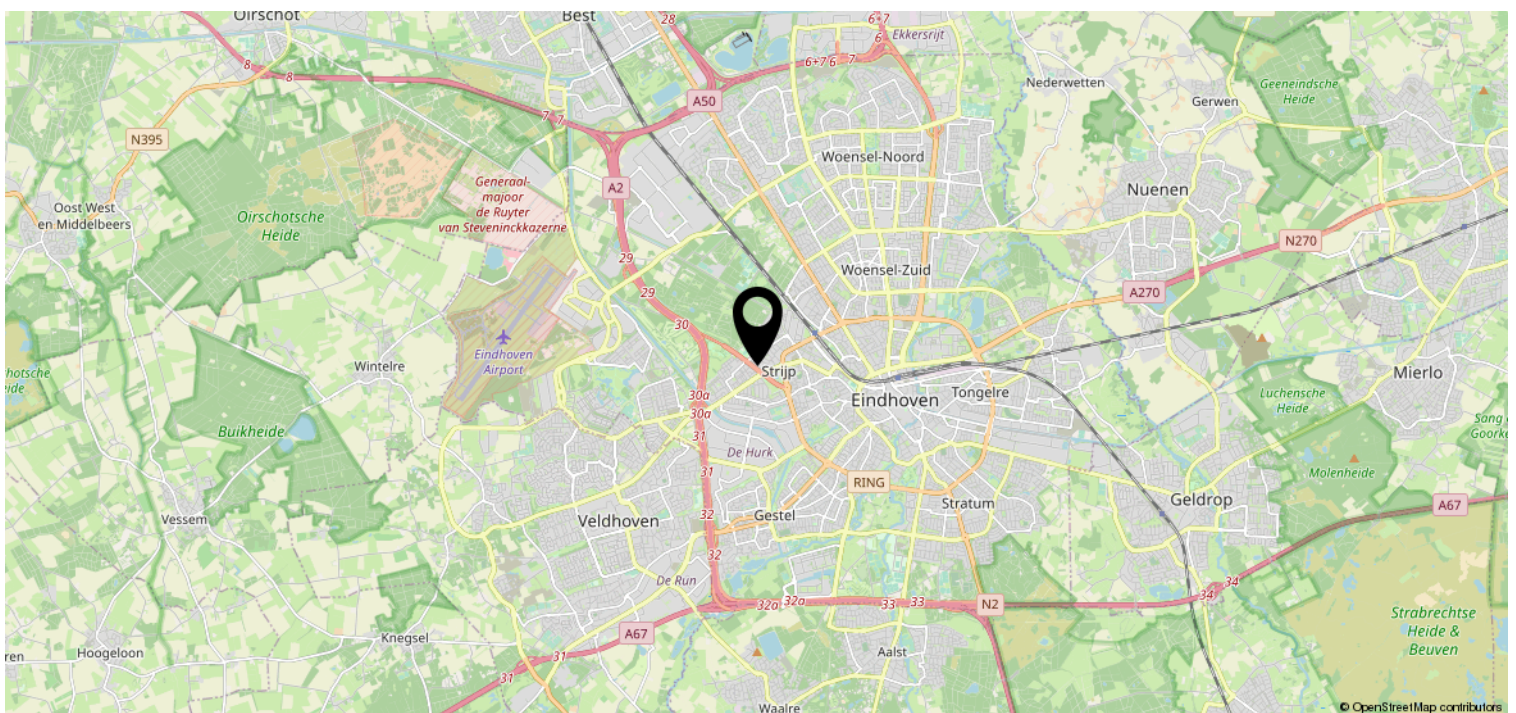 Oirschot
Best
28
6+7
Ekkersrijt
6
6+7 6
7
8
8
A50
7 7
Nederwetten
Gerwen
Geeneindsche
Heide
N395
Woensel-Noord
A2
Generaal-
majoor
de Ruyter
van Steveninckkazerne
Nuenen
Oost West
en Middelbeers
Oirschotsche
Heide
N270
29
Woensel-Zuid
29
A270
30
Eindhoven
Airport
Wintelre
Strijp
Mierlo
30a
30a
Eindhoven
Tongelre
Luchensche
Heide
Buikheide
31
De Hurk
31
Molenheide
RING
Stratum
Geldrop
A67
Vessem
Veldhoven
32
Gestel
32
De Run
34
34
32a
32a
33
33
N2
Strabrechtse
Heide &
Beuven
Knegsel
A67
Hoogeloon
31
31
Aalst
Waalre
© OpenStreetMap contributors